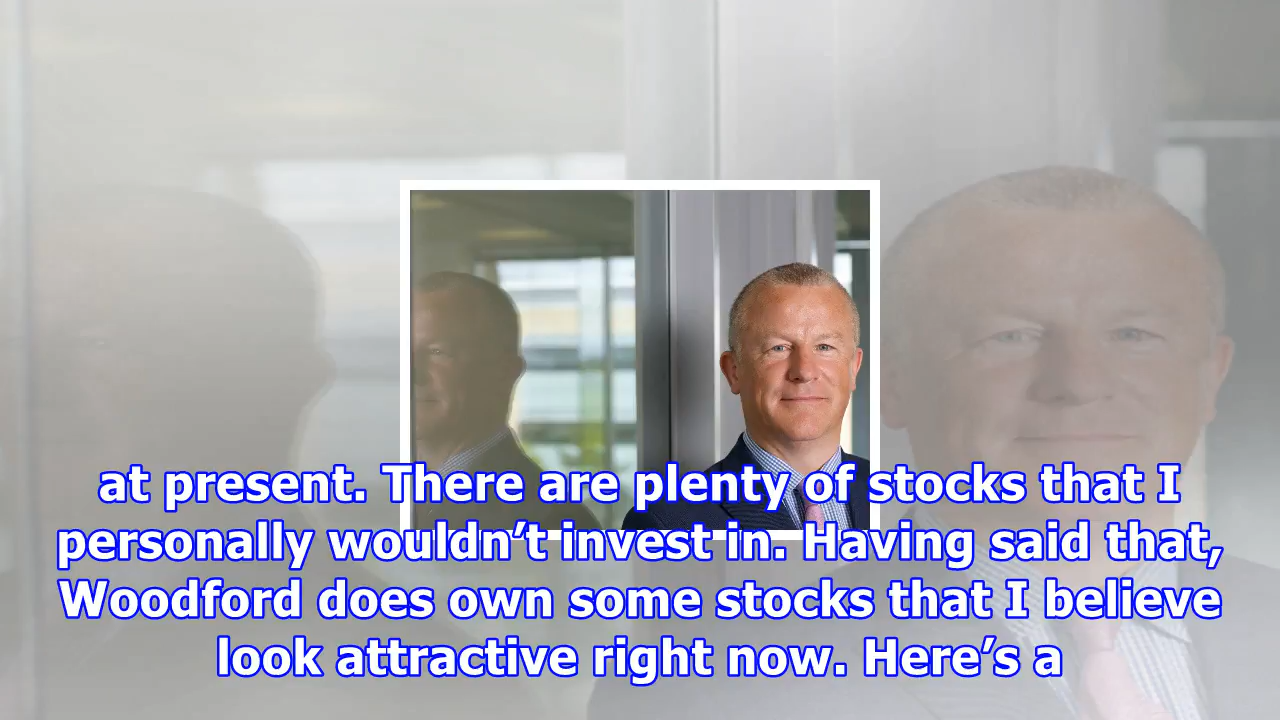 at present. There are plenty of stocks that I
personally wouldn’t invest in. Having said that,
Woodford does own some stocks that I believe
look attractive right now. Here’s a